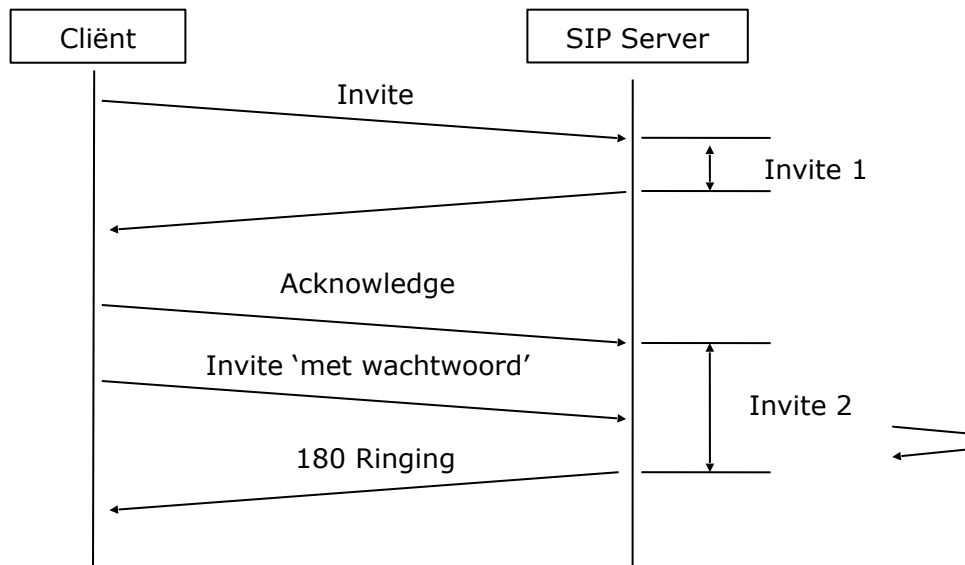 Cliënt
SIP Server
Invite
Invite 1
Acknowledge
Invite ‘met wachtwoord’
Invite 2
180 Ringing